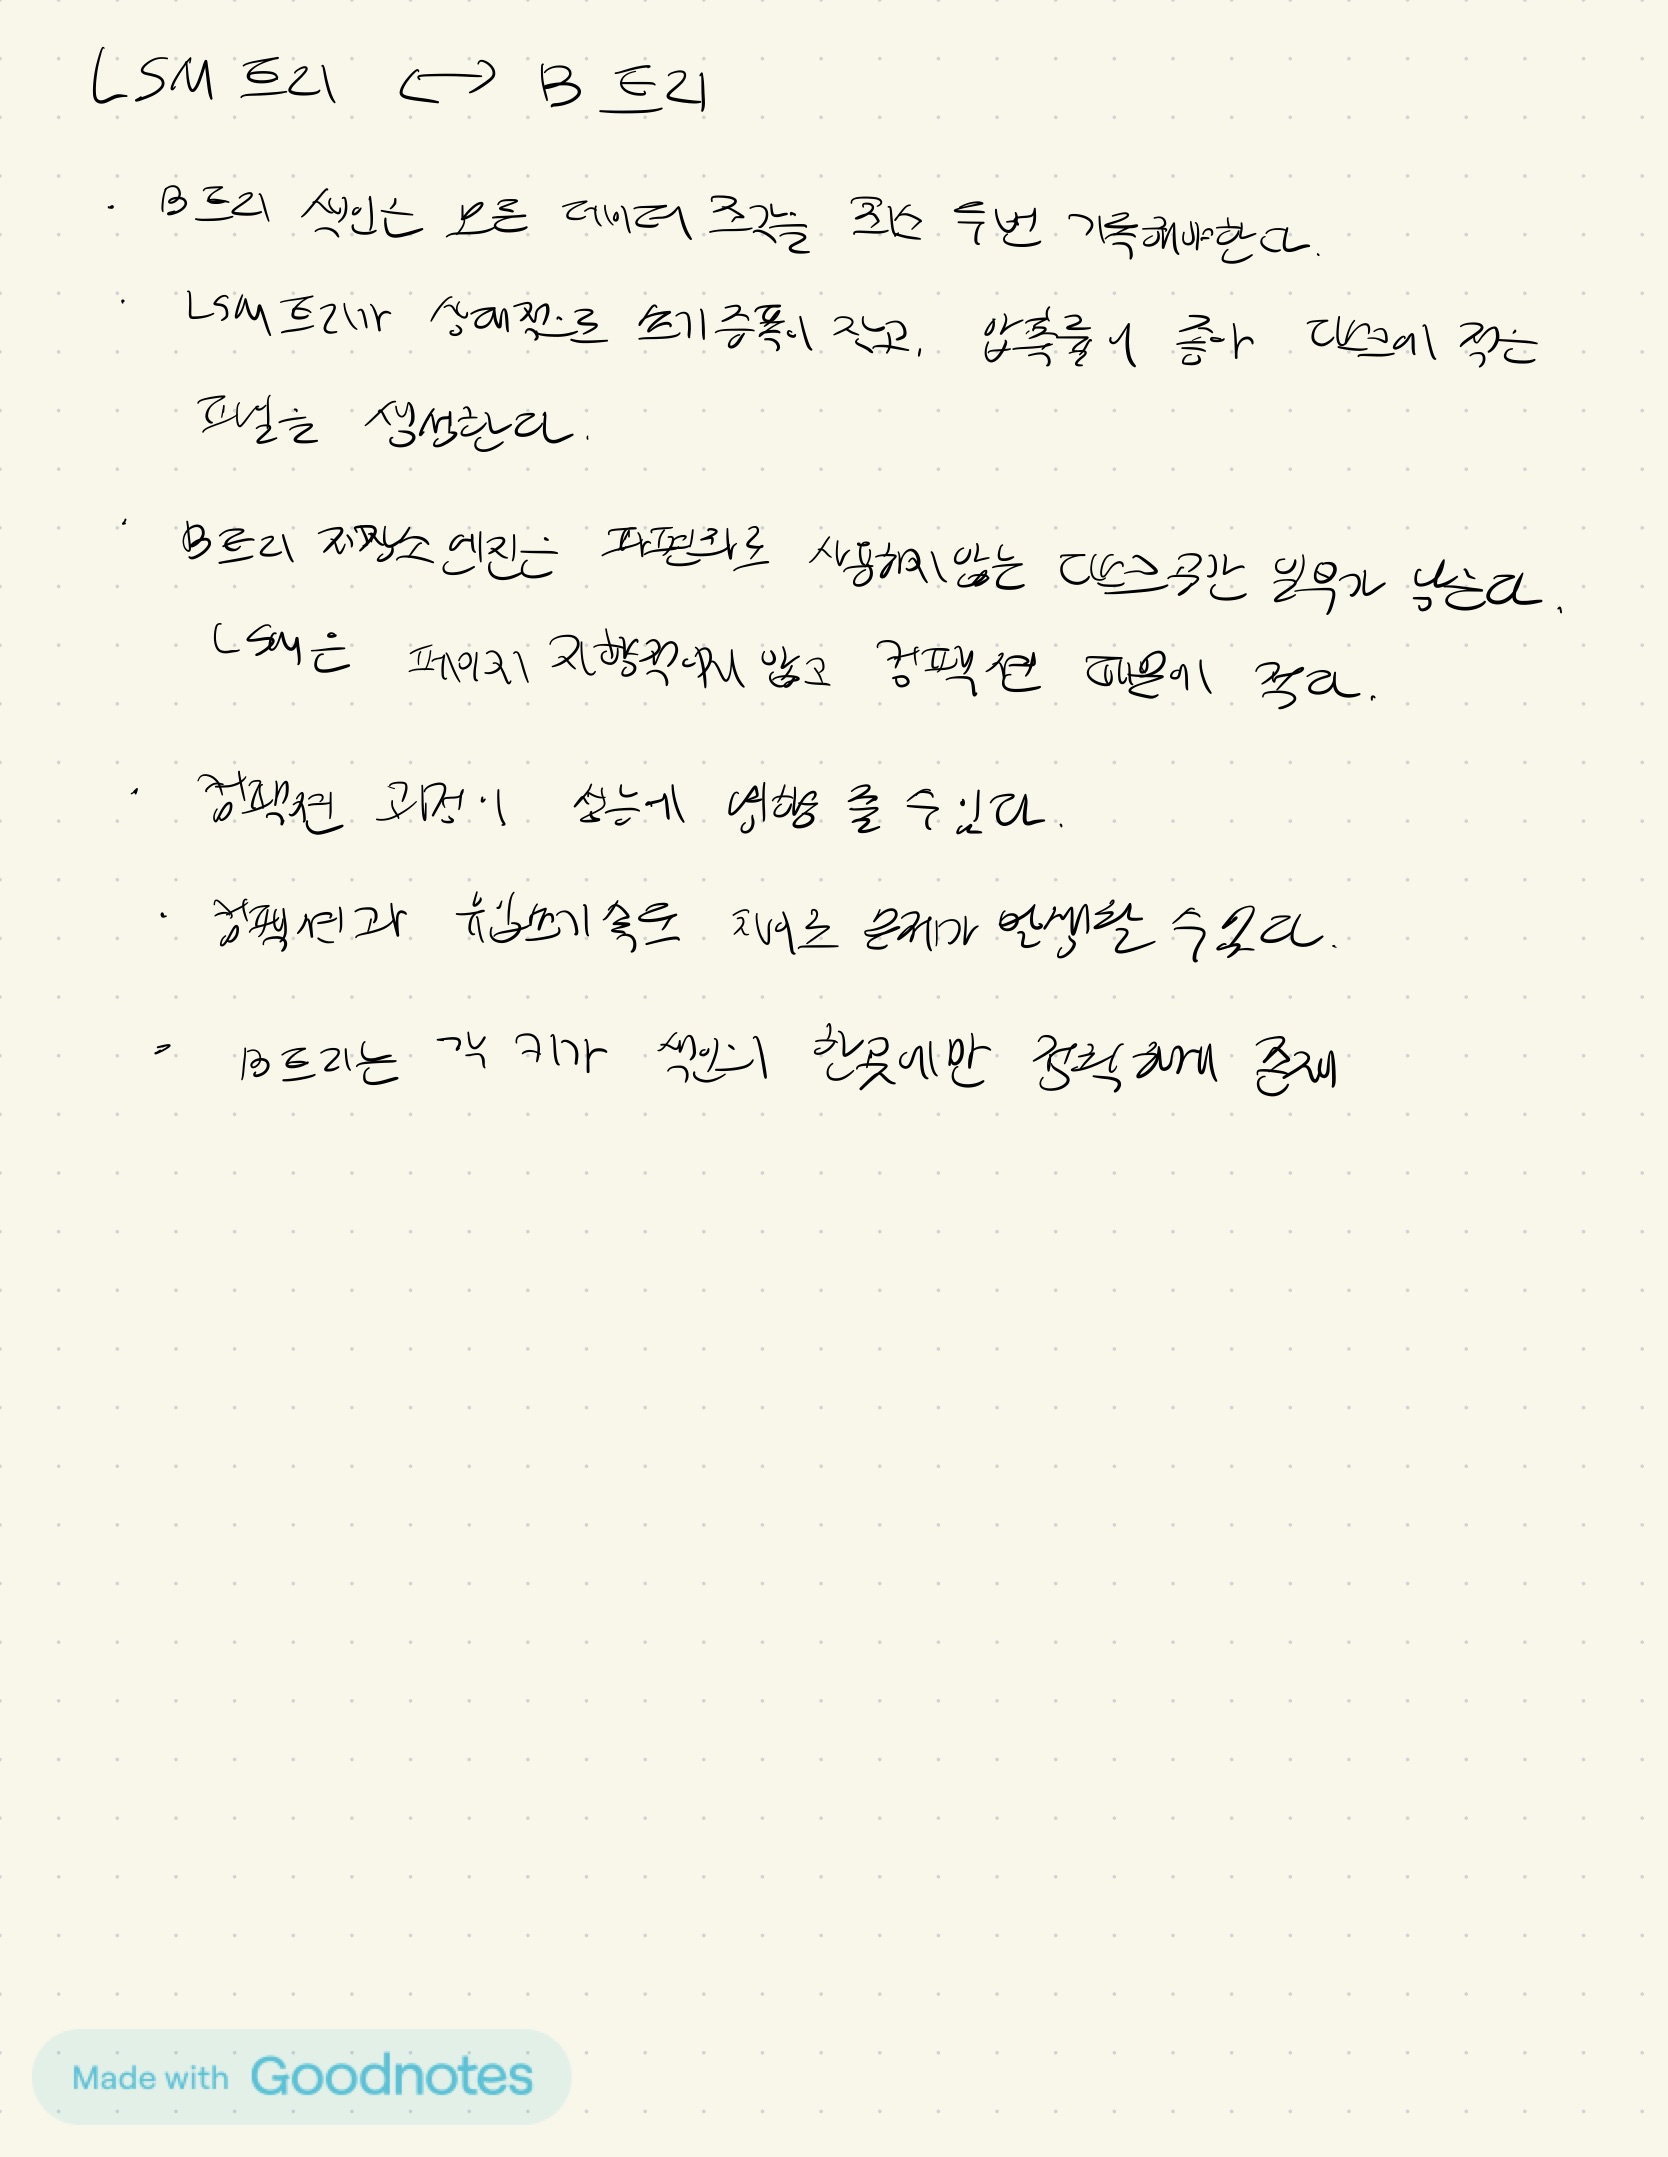 LSM 트리 ↔ B 트리
· B트리 색인은 모든 데이터 조각을 최소 두번 기록해야한다.
· LSM트리가 상대적으로 쓰기증폭이 작고, 압축률이 좋아 디스크에 적은
파일을 생성한다.
· B트리 저장소 엔진은 파편화로 사용하지 않는 디스크 공간 일부가 남는다.
LSM은 페이지 지향적이지 않고 컴팩션 때문에 적다.
· 컴팩션 과정이 성능에 영향 줄 수 있다.
· 컴팩션과 유입쓰기 속도 차이로 문제가 발생할 수 있다.
· B트리는 각 키가 색인의 한곳에만 정확하게 존재
Made with Goodnotes